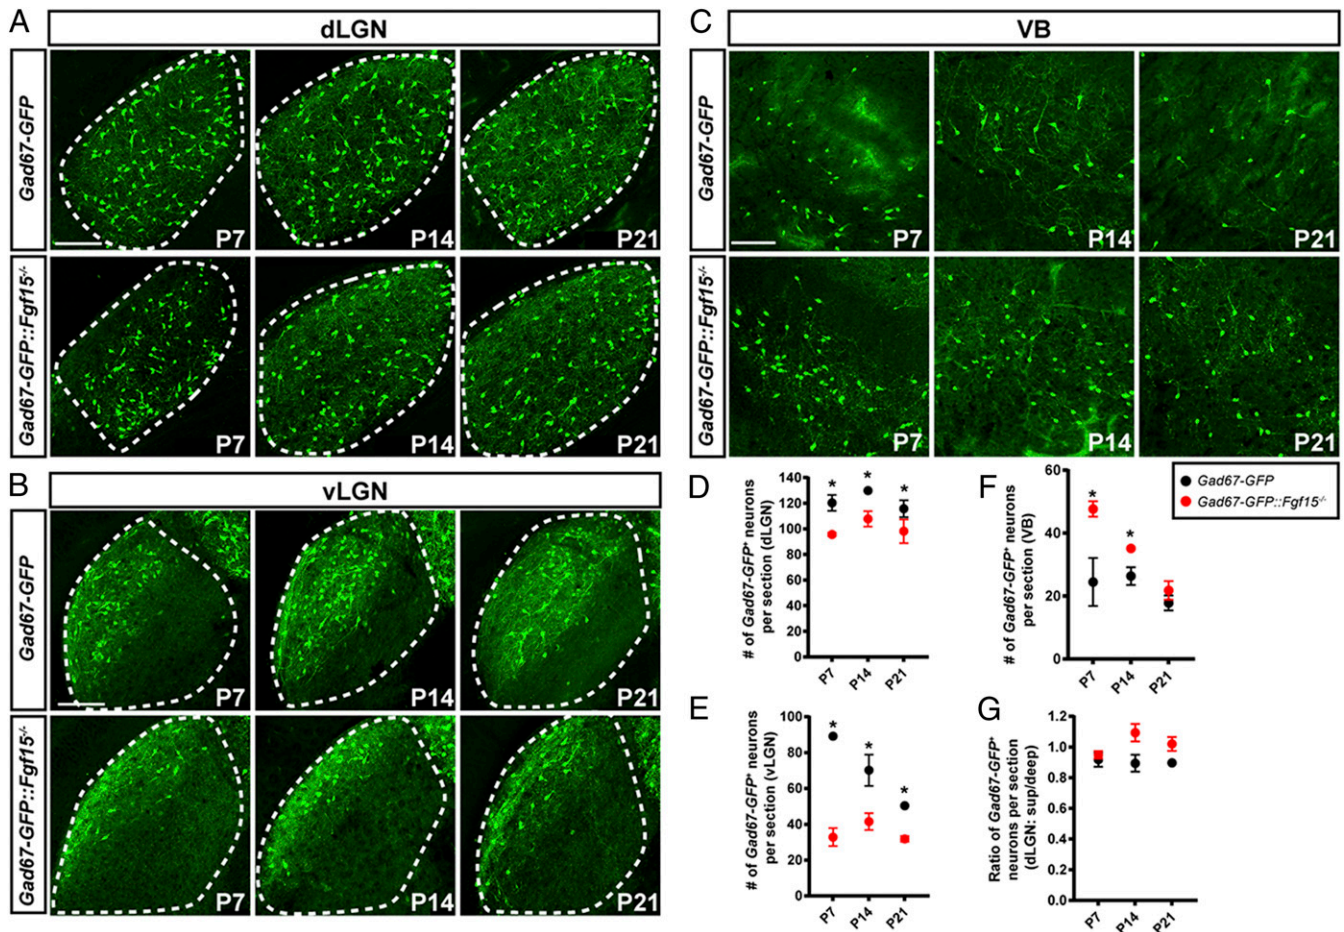 A
dLGN
Gad67-GFP
P7
P14
P21
Gad67-GFP::Fgf15-/-
P7
P14
P21
B
vLGN
Gad67-GFP
P7
P14
P21
Gad67-GFP::Fgf15-/-
P7
P14
P21
C
VB
Gad67-GFP
P7
P14
P21
Gad67-GFP::Fgf15-/-
P7
P14
P21
D
# of Gad67-GFP+ neurons
per section (dLGN)
140
120
100
80
60
40
20
0
* * *
P7 P14 P21
E
# of Gad67-GFP+ neurons
per section (vLGN)
100
80
60
40
20
0
* * *
P7 P14 P21
F
# of Gad67-GFP+ neurons
per section (VB)
60
40
20
0
* *
P7 P14 P21
Gad67-GFP
Gad67-GFP::Fgf15-/-
G
Ratio of Gad67-GFP+
neurons per section
(dLGN: sup/deep)
1.2
1.0
0.8
0.6
0.4
0.2
0
P7 P14 P21